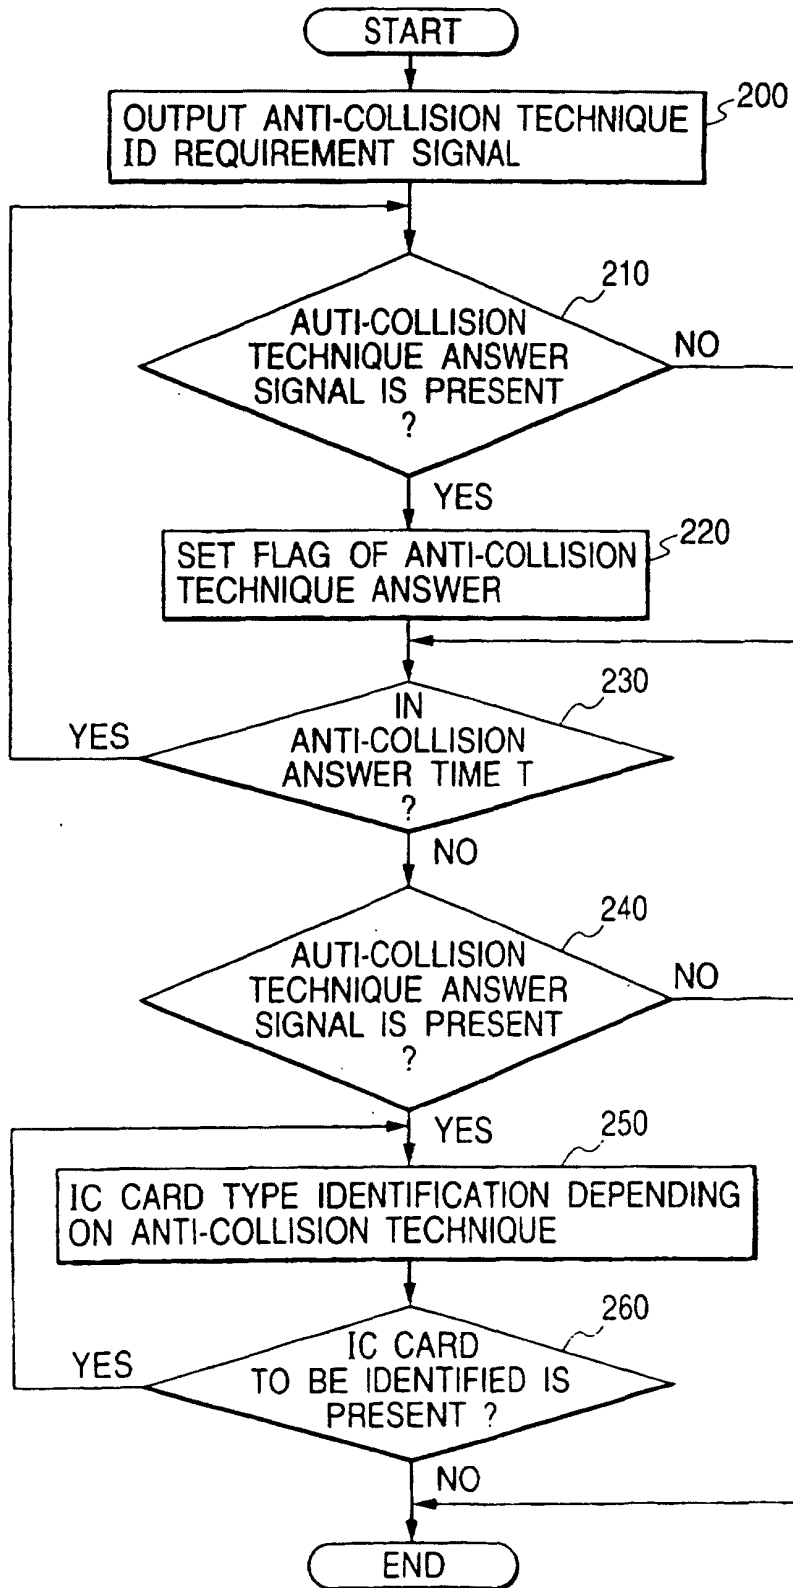 START
200
OUTPUT ANTI-COLLISION TECHNIQUE
ID REQUIREMENT SIGNAL
210
AUTI-COLLISION
TECHNIQUE ANSWER
SIGNAL IS PRESENT
?
NO
YES
220
SET FLAG OF ANTI-COLLISION
TECHNIQUE ANSWER
230
IN
ANTI-COLLISION
ANSWER TIME T
?
YES
NO
240
AUTI-COLLISION
TECHNIQUE ANSWER
SIGNAL IS PRESENT
?
NO
YES
250
IC CARD TYPE IDENTIFICATION DEPENDING
ON ANTI-COLLISION TECHNIQUE
260
IC CARD
TO BE IDENTIFIED IS
PRESENT ?
YES
NO
END